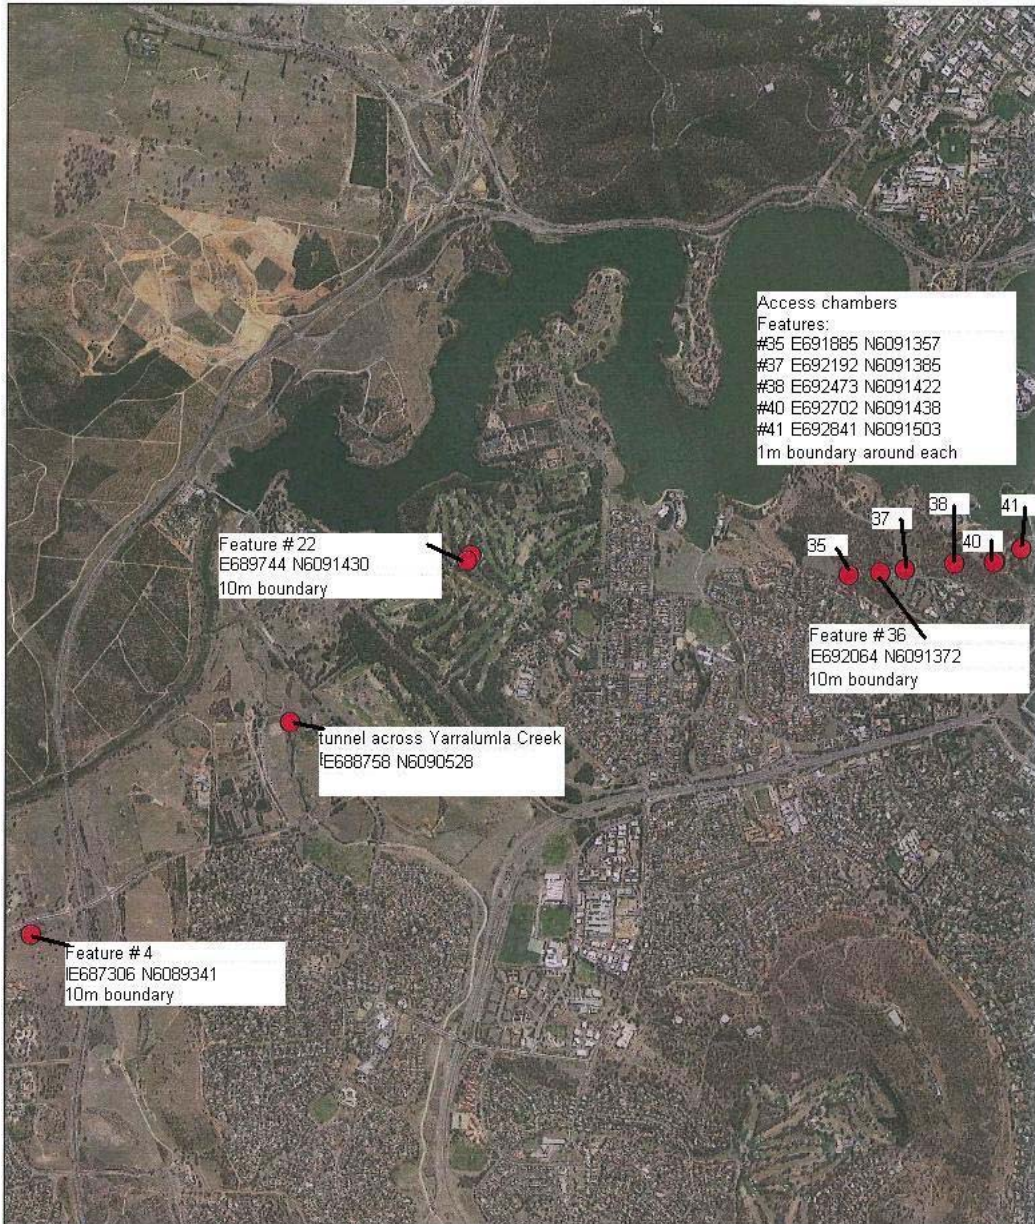 Access chambers
Features:
#35 E691885 N6091357
#37 E692192 N6091385
#38 E692473 N6091422
#40 E692702 N6091438
#41 E692841 N6091503
1m boundary around each
41
38
37
40
35
Feature #22
E689744 N6091430
10m boundary
Feature #36
E692064 N6091372
10m boundary
tunnel across Yarralumla Creek
E688758 N6090528
Feature #4
E687306 N6089341
10m boundary